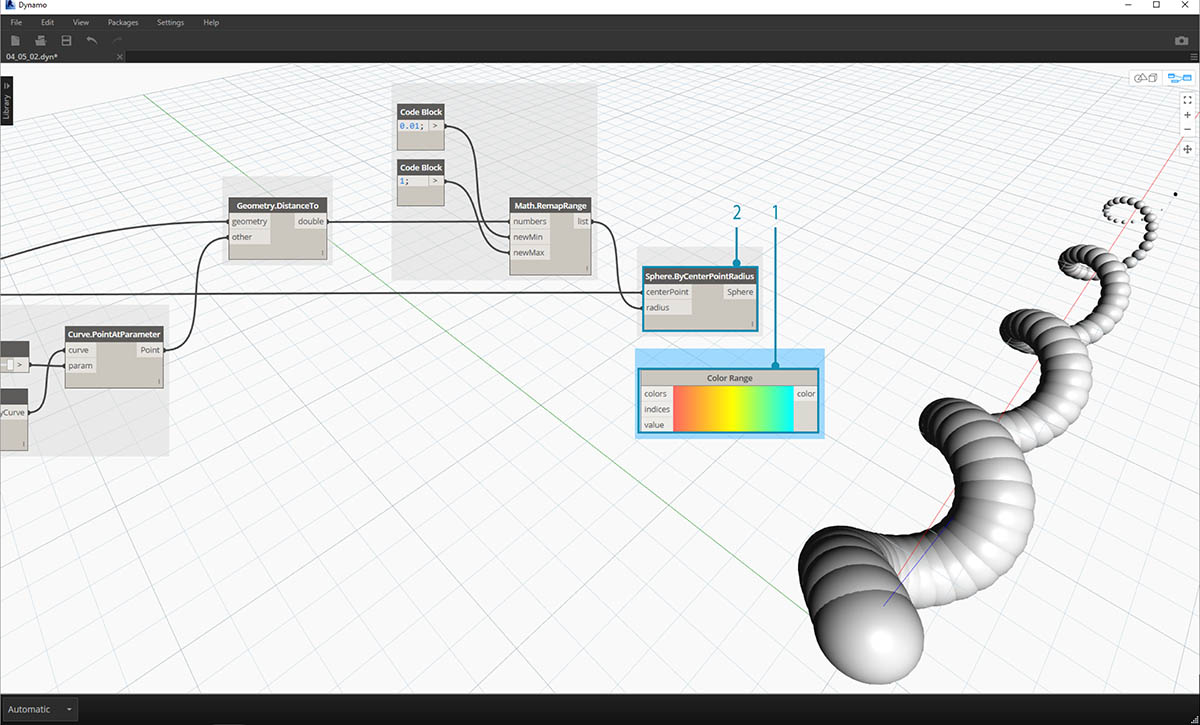 Dynamo
File Edit View Packages Settings Help
04_05_02.dyn*
Library
Code Block
0.01; >
Code Block
1; >
Geometry.DistanceTo
geometry double
other
Math.RemapRange
numbers list
newMin
newMax
2 1
Sphere.ByCenterPointRadius
centerPoint Sphere
radius
Curve.PointAtParameter
curve Point
param
>
yCurve
Color Range
colors color
indices
value
Automatic